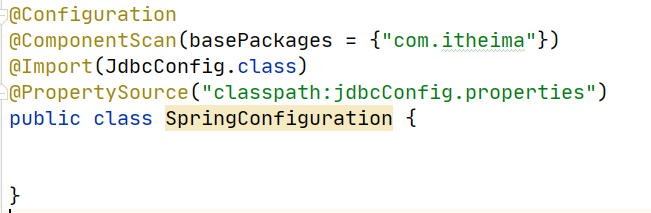 @Configuration
@ComponentScan(basePackages = {"com.itheima"})
@Import(JdbcConfig.class)
@PropertySource("classpath:jdbcConfig.properties")
public class SpringConfiguration {
}